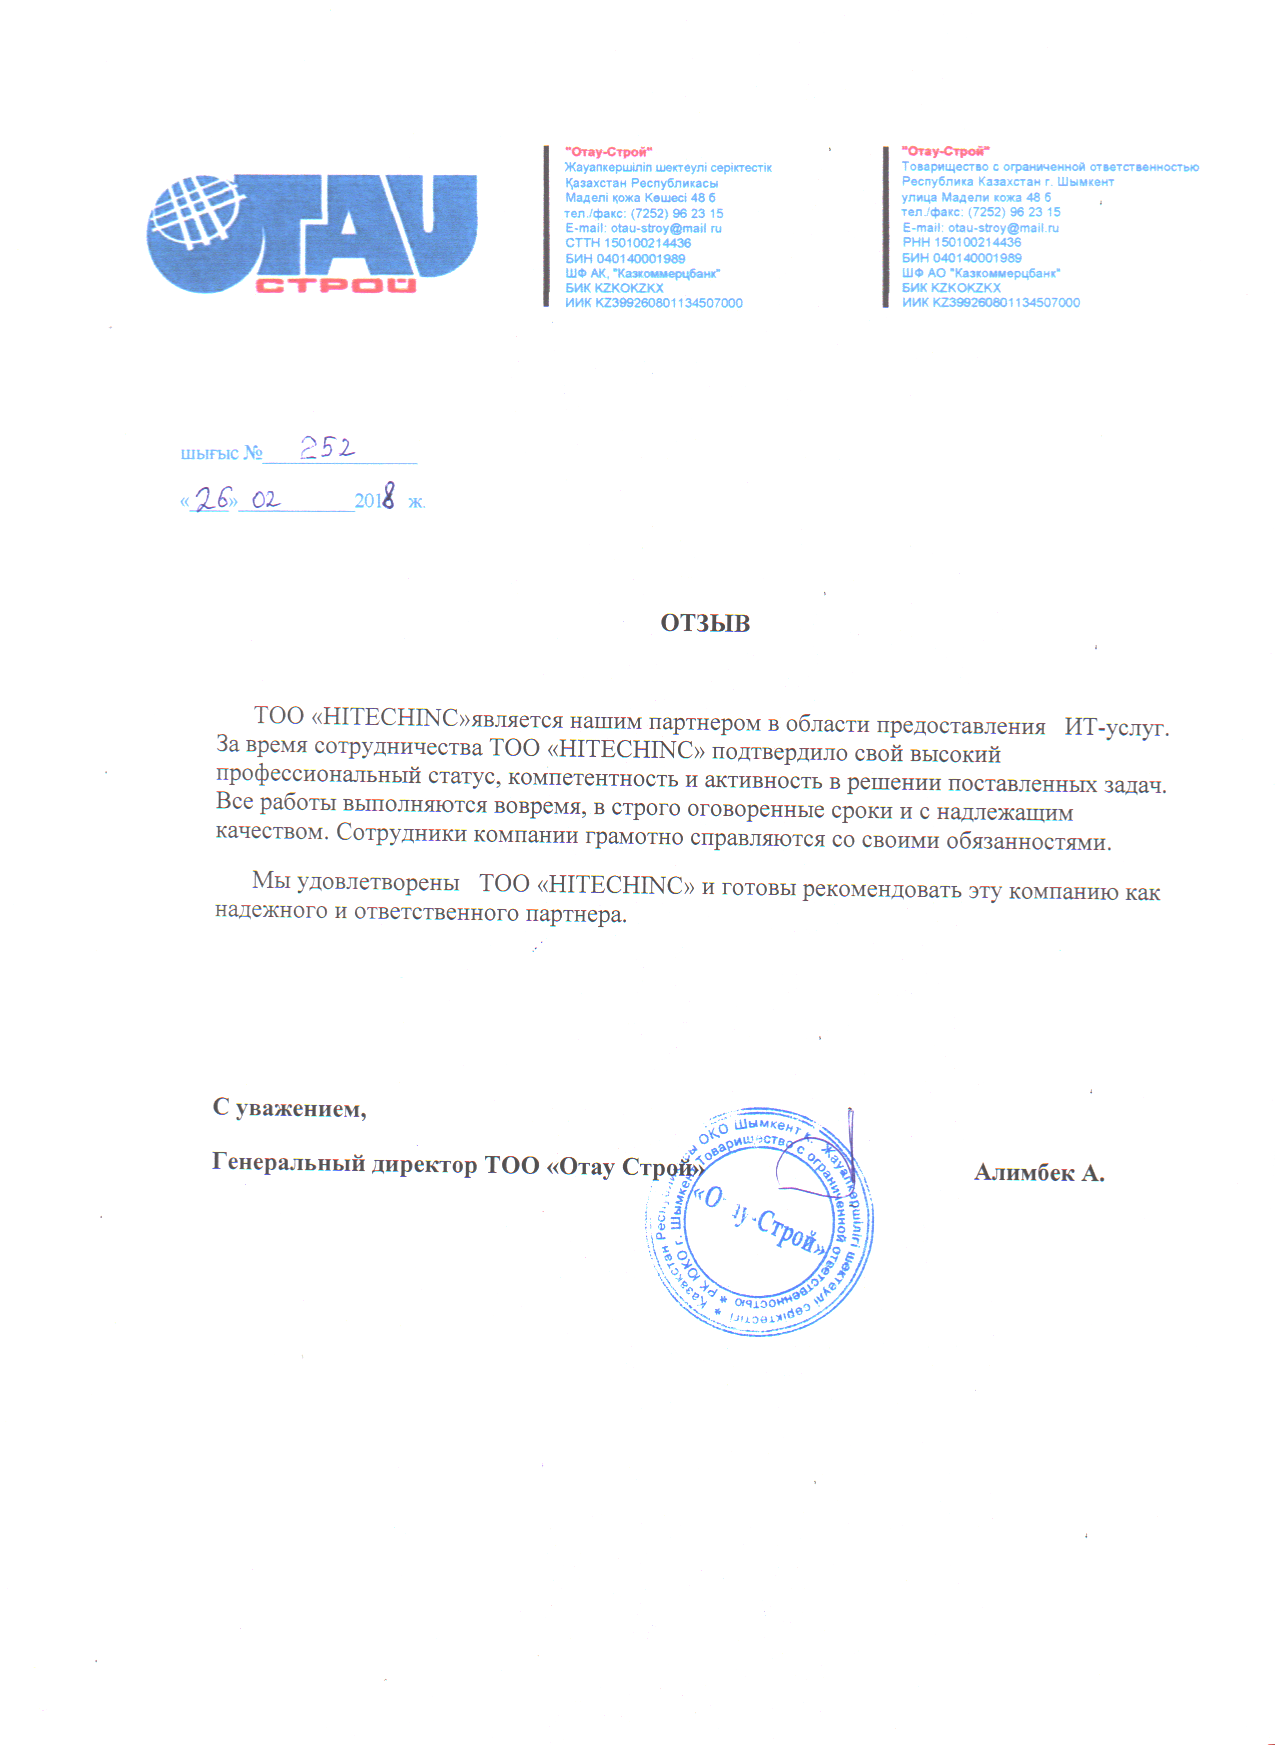 ОТАУ
СТРОЙ
"Отау-Строй"
Жауапкершіліп шектеулі серіктестік
Қазахстан Республикасы
Маделі қожа Көшесі 48 б
тел./факс: (7252) 96 23 15
E-mail: otau-stroy@mail ru
СТТН 150100214436
БИН 040140001989
ШФ АК, "Казкоммерцбанк"
БИК KZKOKZKX
ИИК KZ399260801134507000
"Отау-Строй"
Товарищество с ограниченной ответственностью
Республика Казахстан г. Шымкент
улица Мадели кожа 48 б
тел./факс: (7252) 96 23 15
E-mail: otau-stroy@mail.ru
РНН 150100214436
БИН 040140001989
ШФ АО "Казкоммерцбанк"
БИК KZKOKZKX
ИИК KZ399260801134507000
шығыс № 252
«26» 02 2018 ж.
ОТЗЫВ
ТОО «HITECHINC»является нашим партнером в области предоставления ИТ-услуг.
За время сотрудничества ТОО «HITECHINC» подтвердило свой высокий
профессиональный статус, компетентность и активность в решении поставленных задач.
Все работы выполняются вовремя, в строго оговоренные сроки и с надлежащим
качеством. Сотрудники компании грамотно справляются со своими обязанностями.
Мы удовлетворены ТОО «HITECHINC» и готовы рекомендовать эту компанию как
надежного и ответственного партнера.
С уважением,
Генеральный директор ТОО «Отау Строй»
Алимбек А.
Қазақстан ОКО Шымкент қ. Жауапкершілігі шектеулі серіктестігі *
* РК ЮКО г. Шымкент Товарищество с ограниченной ответственностью
-Строй»